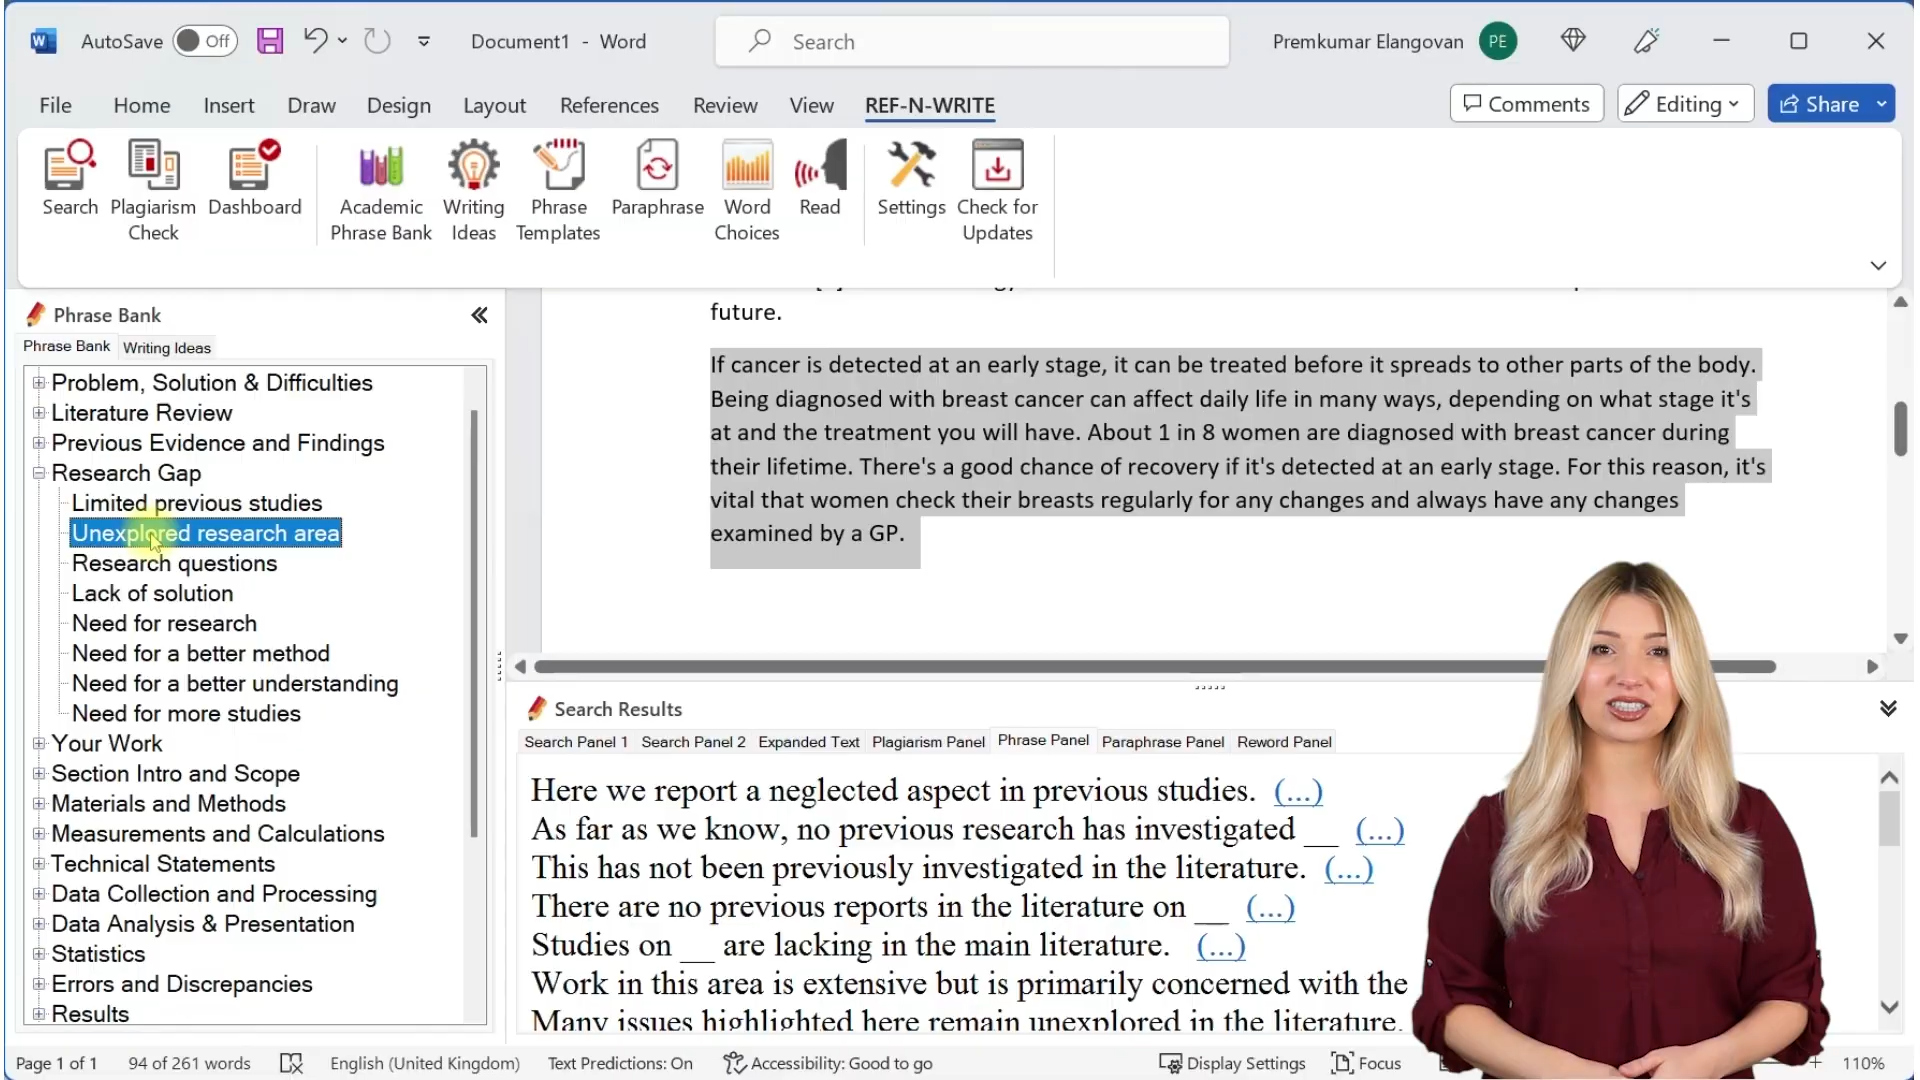 AutoSave Off Document1 - Word Search Premkumar Elangovan PE
File Home Insert Draw Design Layout References Review View REF-N-WRITE Comments Editing Share
Search Plagiarism Check Dashboard Academic Phrase Bank Writing Ideas Phrase Templates Paraphrase Word Choices Read Settings Check for Updates
Phrase Bank
Phrase Bank Writing Ideas
Problem, Solution & Difficulties
Literature Review
Previous Evidence and Findings
Research Gap
Limited previous studies
Unexplored research area
Research questions
Lack of solution
Need for research
Need for a better method
Need for a better understanding
Need for more studies
Your Work
Section Intro and Scope
Materials and Methods
Measurements and Calculations
Technical Statements
Data Collection and Processing
Data Analysis & Presentation
Statistics
Errors and Discrepancies
Results
future.
If cancer is detected at an early stage, it can be treated before it spreads to other parts of the body.
Being diagnosed with breast cancer can affect daily life in many ways, depending on what stage it's
at and the treatment you will have. About 1 in 8 women are diagnosed with breast cancer during
their lifetime. There's a good chance of recovery if it's detected at an early stage. For this reason, it's
vital that women check their breasts regularly for any changes and always have any changes
examined by a GP.
Search Results
Search Panel 1 Search Panel 2 Expanded Text Plagiarism Panel Phrase Panel Paraphrase Panel Reword Panel
Here we report a neglected aspect in previous studies. (...)
As far as we know, no previous research has investigated __ (...)
This has not been previously investigated in the literature. (...)
There are no previous reports in the literature on __ (...)
Studies on __ are lacking in the main literature. (...)
Work in this area is extensive but is primarily concerned with the
Many issues highlighted here remain unexplored in the literature.
Page 1 of 1 94 of 261 words English (United Kingdom) Text Predictions: On Accessibility: Good to go Display Settings Focus 110%